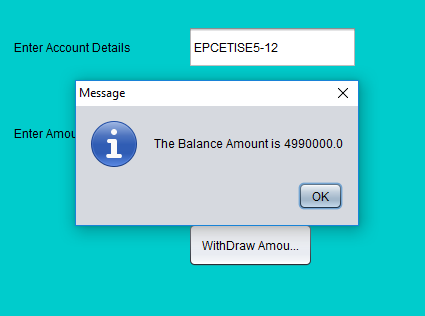 Enter Account Details
EPCETISE5-12
Message
Enter Amou
The Balance Amount is 4990000.0
OK
WithDraw Amou...